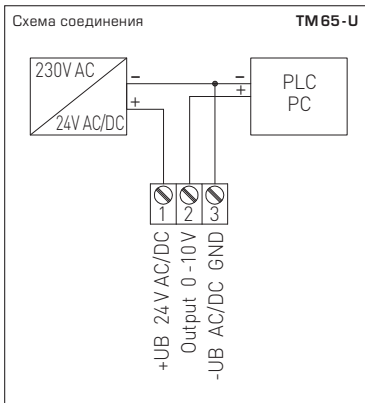 Схема соединения TM65-U
230V AC
24V AC/DC
–
+
–
+
PLC
PC
1 2 3
+UB 24V AC/DC
Output 0-10V
-UB AC/DC GND